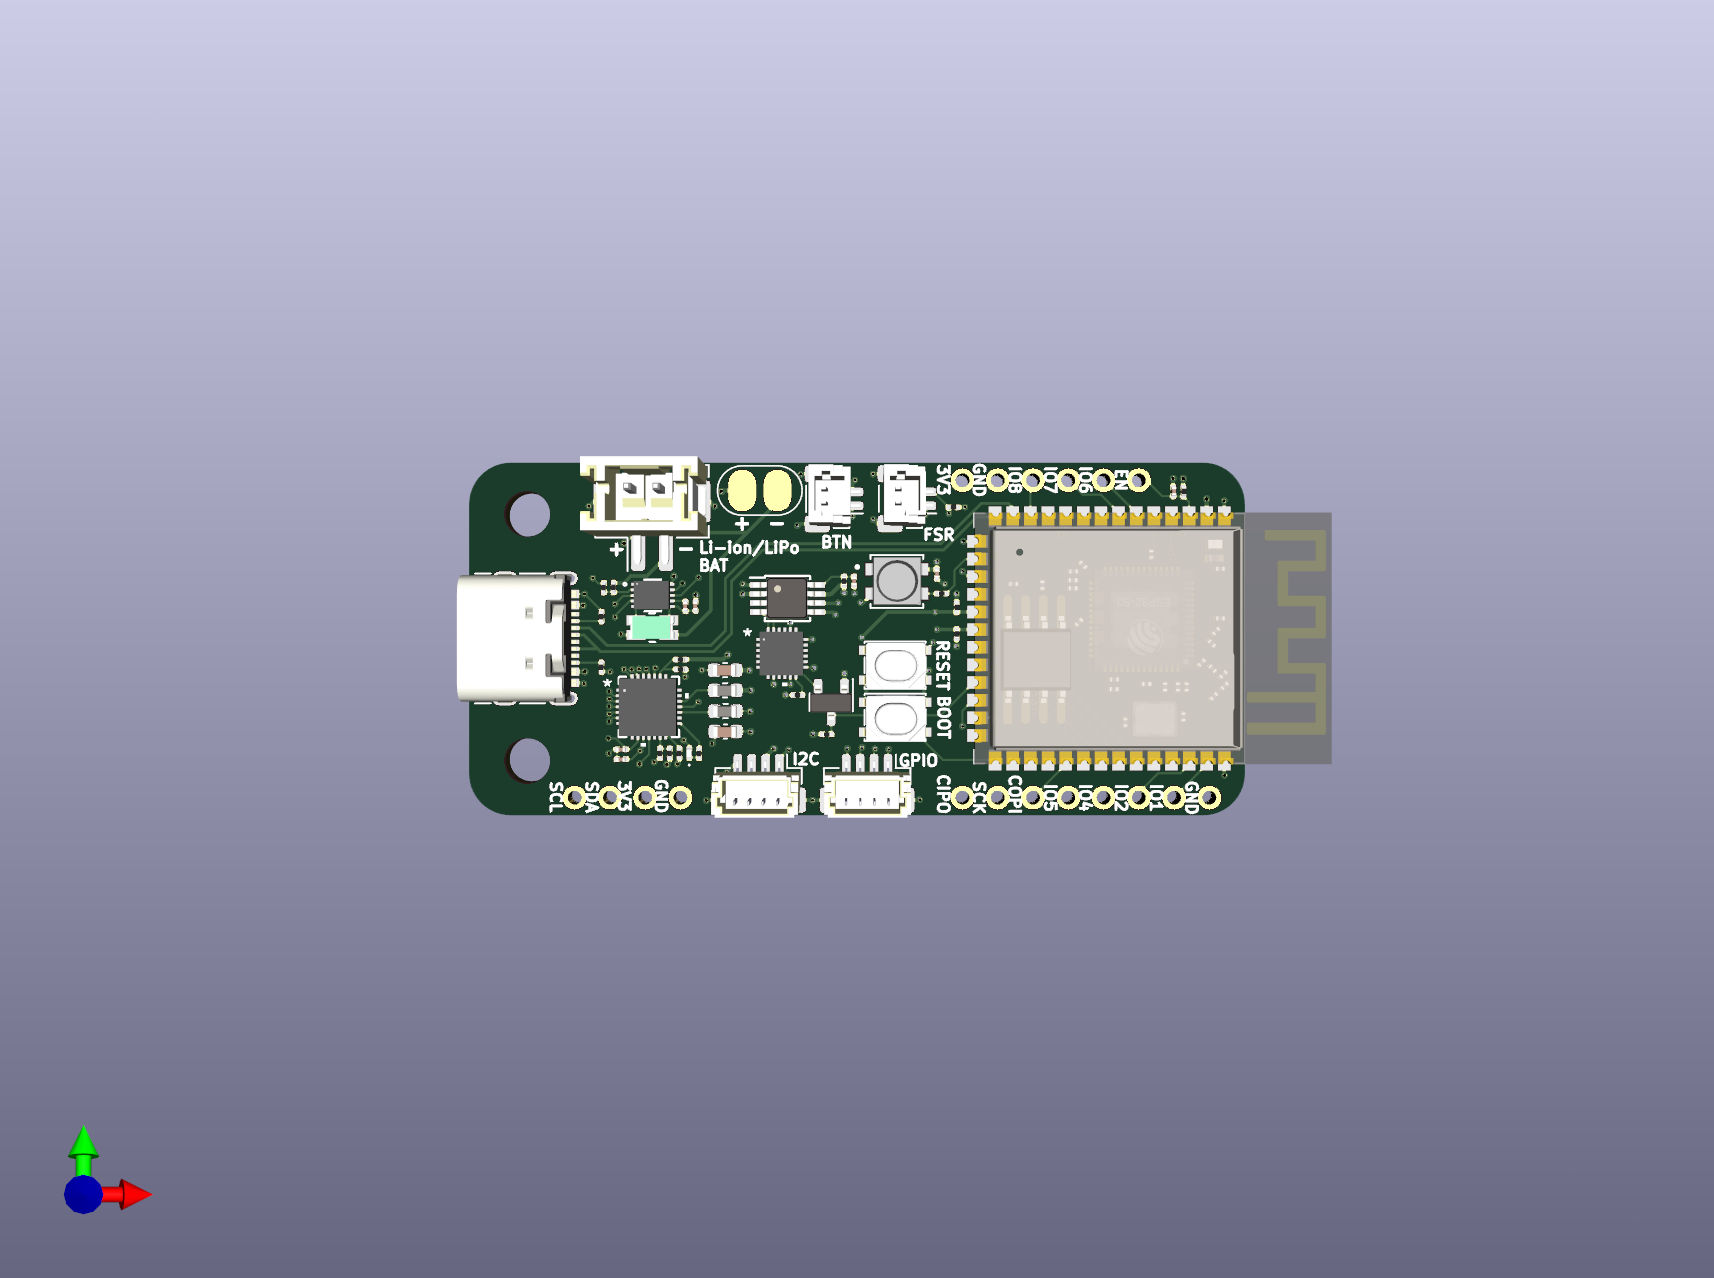 3V3
GND
IO8
IO7
IO6
EN
+ -
+ - Li-ion/LiPo
BAT
BTN
FSR
*
*
RESET
BOOT
I2C
GPIO
SCL
SDA
3V3
GND
CIPO
SCK
COPI
IO5
IO4
IO2
IO1
GND